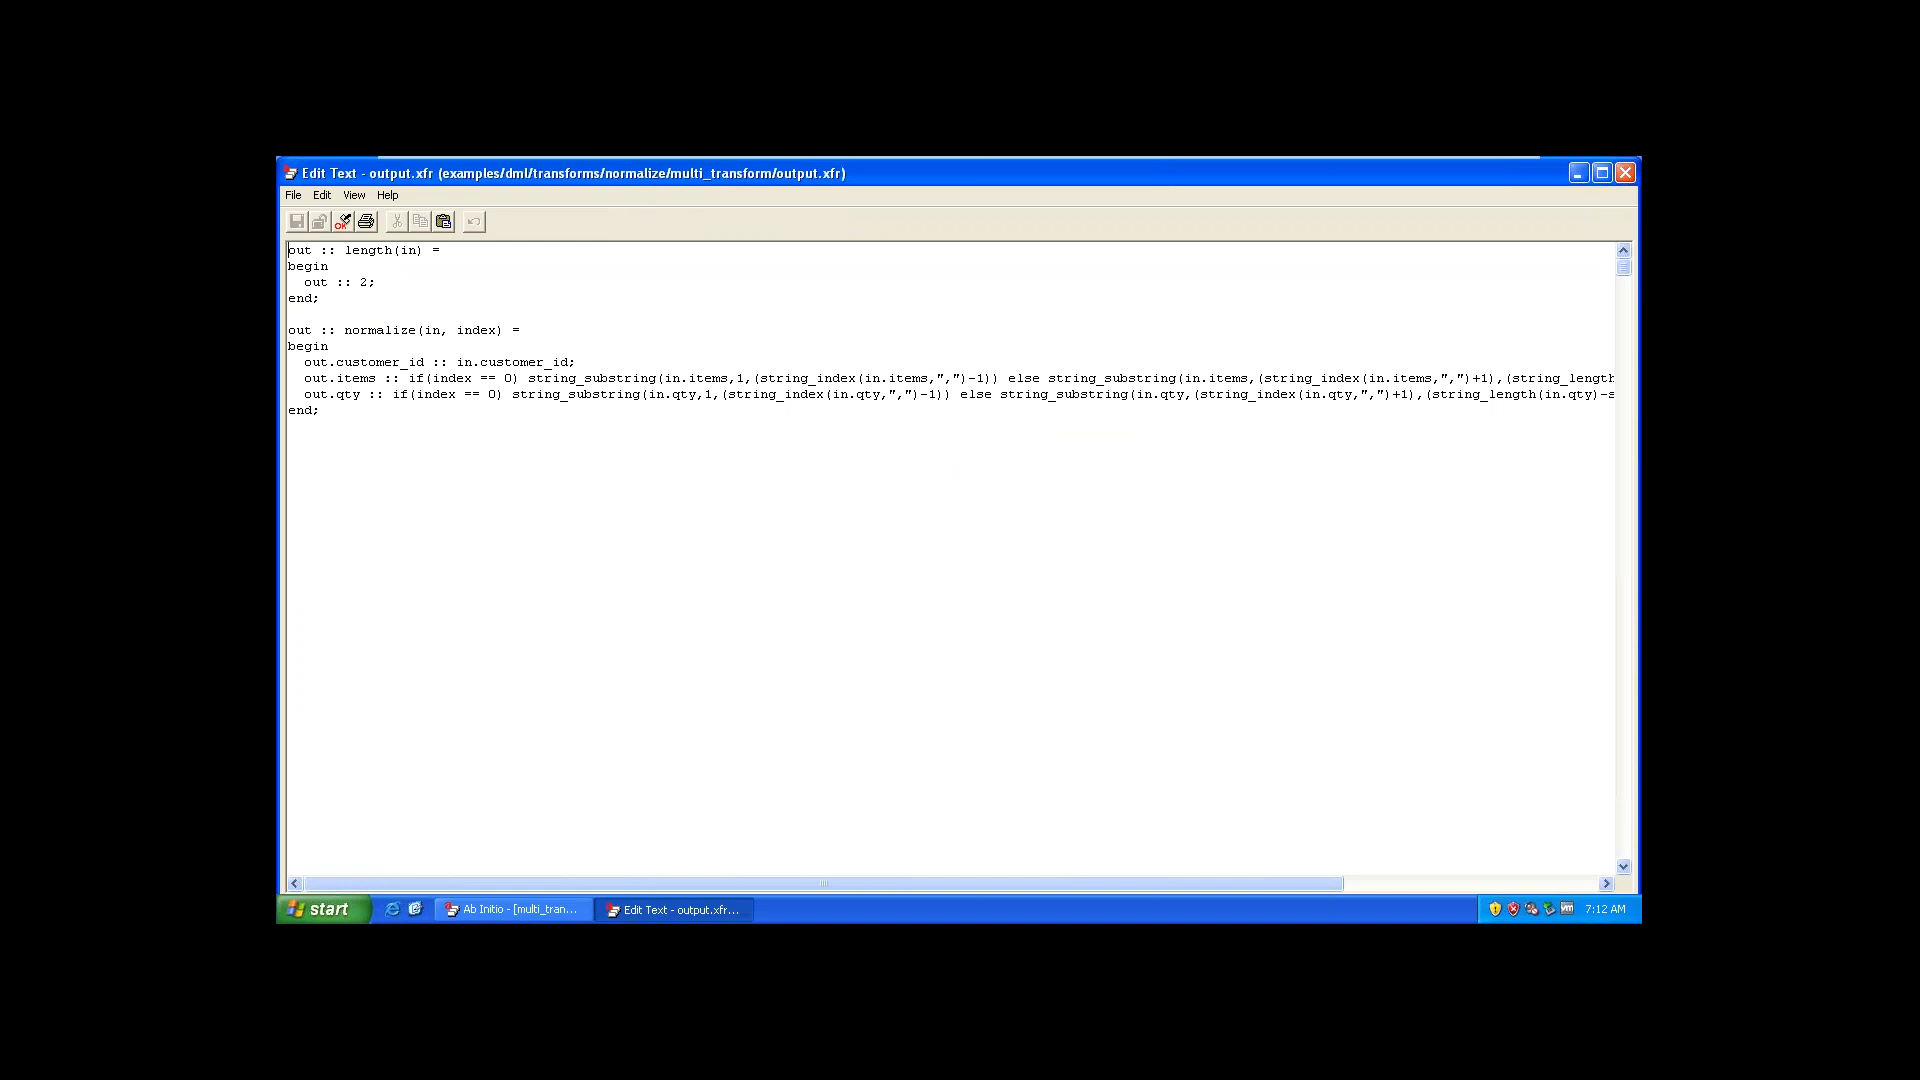 Edit Text - output.xfr (examples/dml/transforms/normalize/multi_transform/output.xfr)
File Edit View Help
out :: length(in) =
begin
  out :: 2;
end;

out :: normalize(in, index) =
begin
  out.customer_id :: in.customer_id;
  out.items :: if(index == 0) string_substring(in.items,1,(string_index(in.items,",")-1)) else string_substring(in.items,(string_index(in.items,",")+1),(string_length
  out.qty :: if(index == 0) string_substring(in.qty,1,(string_index(in.qty,",")-1)) else string_substring(in.qty,(string_index(in.qty,",")+1),(string_length(in.qty)-s
end;
start Ab Initio - [multi_tran... Edit Text - output.xfr... 7:12 AM